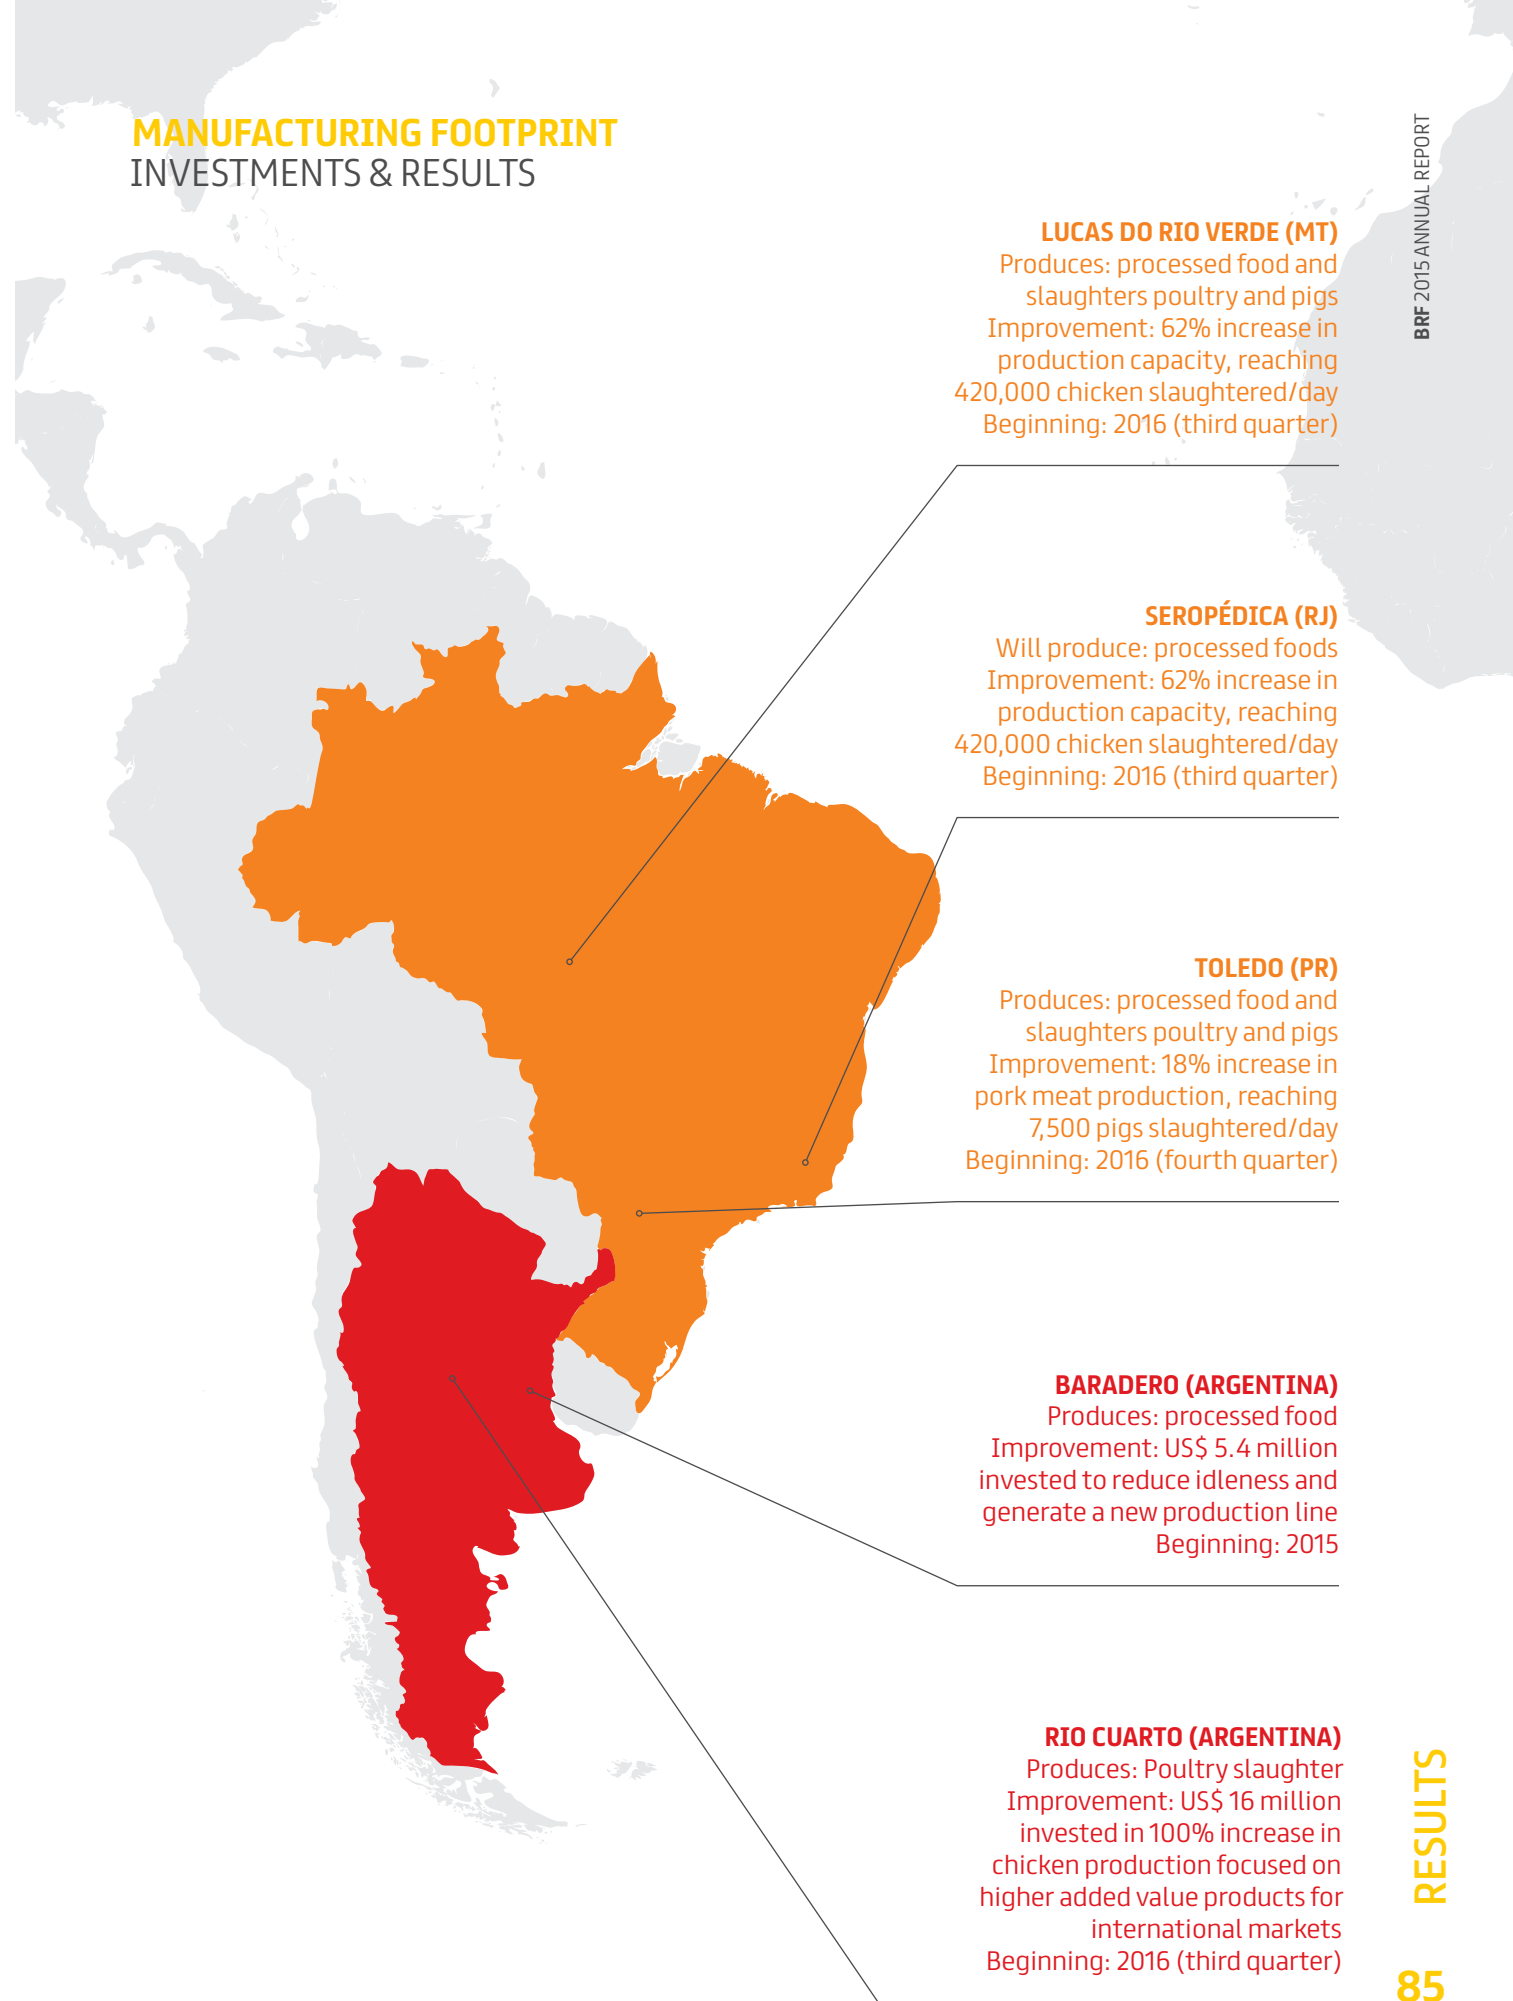 MANUFACTURING FOOTPRINT
INVESTMENTS & RESULTS
BRF 2015 ANNUAL REPORT
LUCAS DO RIO VERDE (MT)
Produces: processed food and
slaughters poultry and pigs
Improvement: 62% increase in
production capacity, reaching
420,000 chicken slaughtered/day
Beginning: 2016 (third quarter)
SEROPÉDICA (RJ)
Will produce: processed foods
Improvement: 62% increase in
production capacity, reaching
420,000 chicken slaughtered/day
Beginning: 2016 (third quarter)
TOLEDO (PR)
Produces: processed food and
slaughters poultry and pigs
Improvement: 18% increase in
pork meat production, reaching
7,500 pigs slaughtered/day
Beginning: 2016 (fourth quarter)
BARADERO (ARGENTINA)
Produces: processed food
Improvement: US$ 5.4 million
invested to reduce idleness and
generate a new production line
Beginning: 2015
RIO CUARTO (ARGENTINA)
Produces: Poultry slaughter
Improvement: US$ 16 million
invested in 100% increase in
chicken production focused on
higher added value products for
international markets
Beginning: 2016 (third quarter)
RESULTS
85